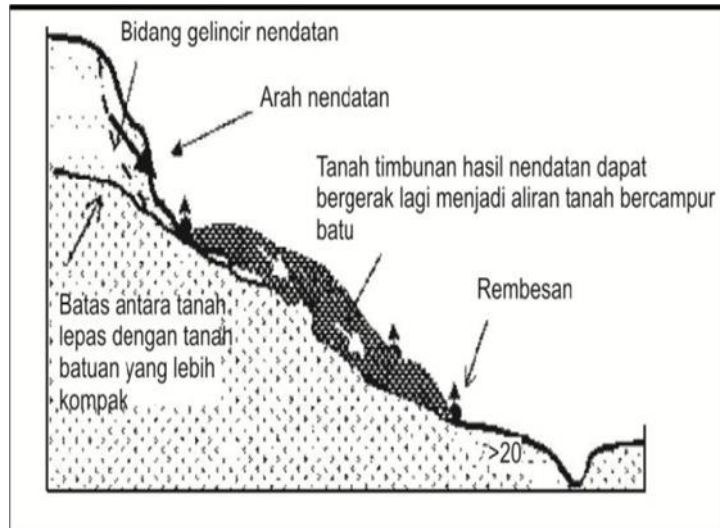 Bidang gelincir nendatan
Arah nendatan
Tanah timbunan hasil nendatan dapat
bergerak lagi menjadi aliran tanah bercampur
batu
Rembesan
Batas antara tanah
lepas dengan tanah
batuan yang lebih
kompak
>20